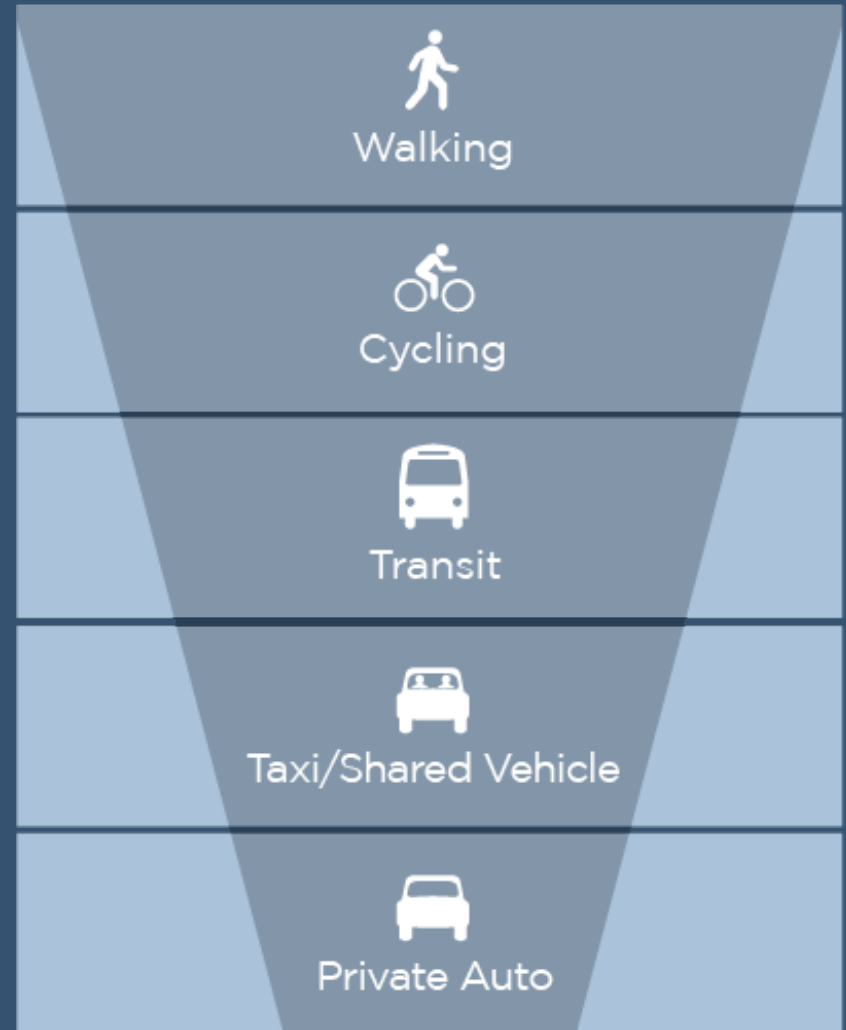 Walking
Cycling
Transit
Taxi/Shared Vehicle
Private Auto